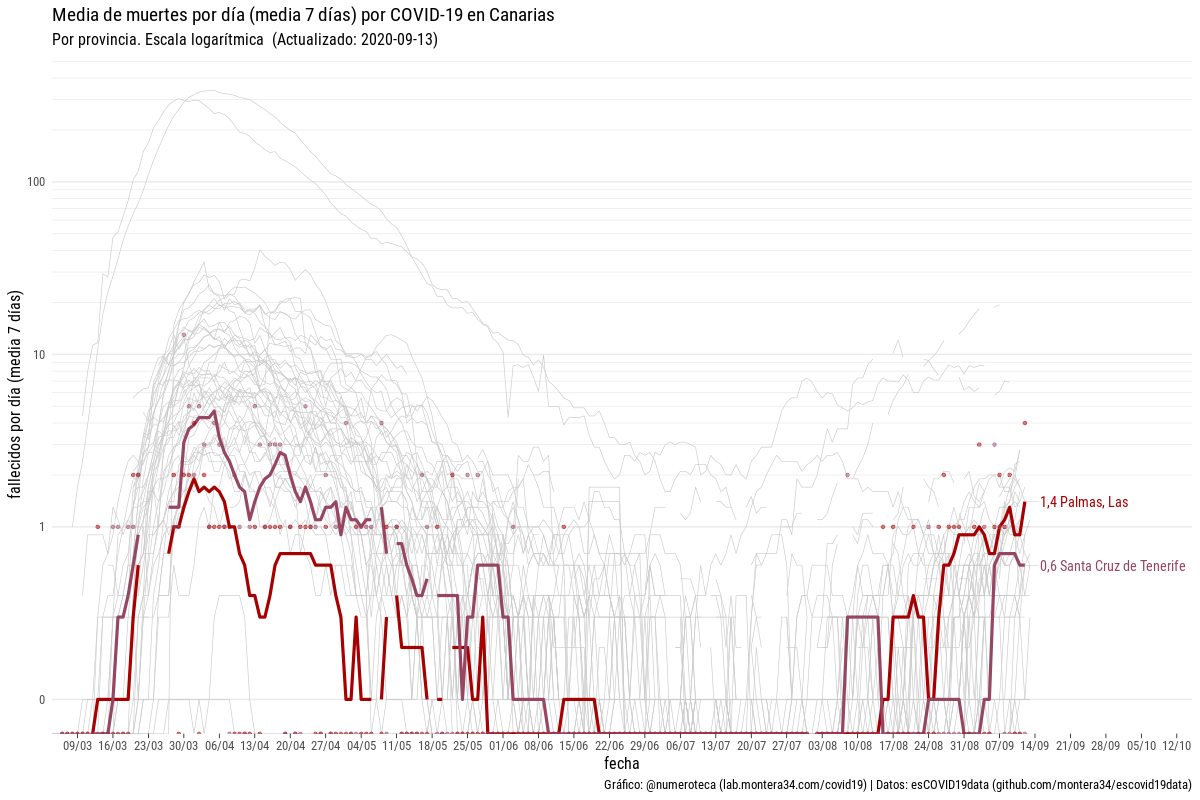 Media de muertes por día (media 7 días) por COVID-19 en Canarias
Por provincia. Escala logarítmica (Actualizado: 2020-09-13)
fallecidos por día (media 7 días)
100
10
1
0
1,4 Palmas, Las
0,6 Santa Cruz de Tenerife
09/03 16/03 23/03 30/03 06/04 13/04 20/04 27/04 04/05 11/05 18/05 25/05 01/06 08/06 15/06 22/06 29/06 06/07 13/07 20/07 27/07 03/08 10/08 17/08 24/08 31/08 07/09 14/09 21/09 28/09 05/10 12/10
fecha
Gráfico: @numeroteca (lab.montera34.com/covid19) | Datos: esCOVID19data (github.com/montera34/escovid19data)